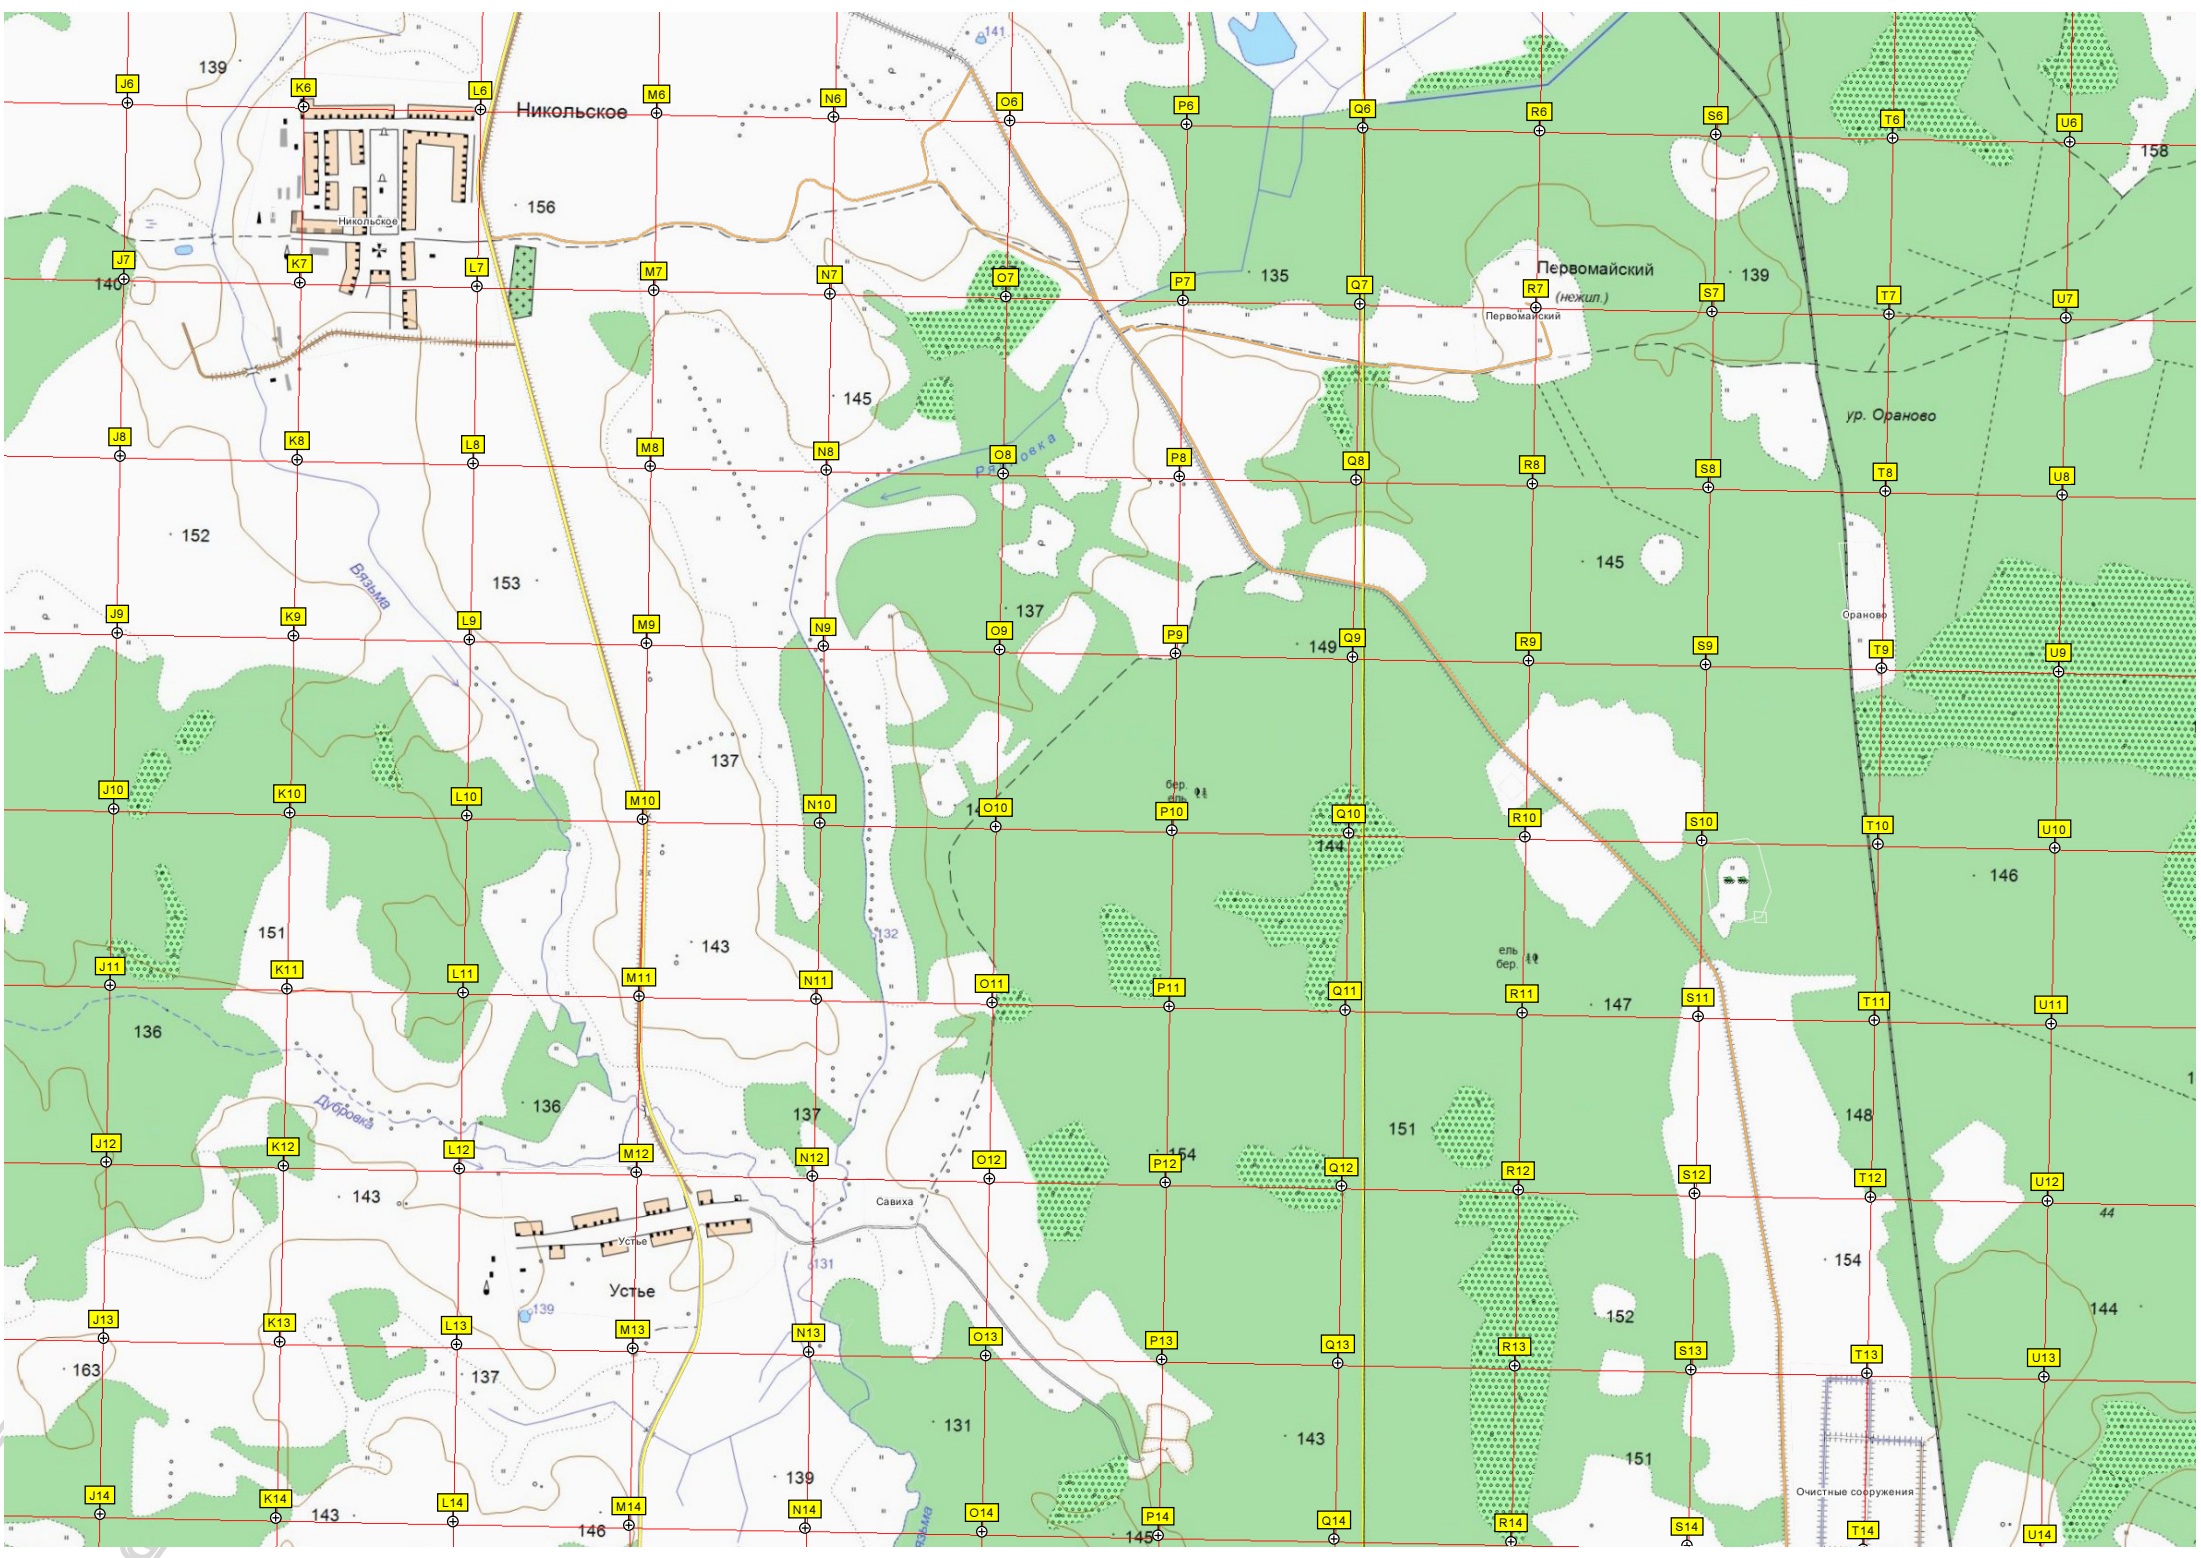 141
139
J6
K6
L6
M6
N6
O6
P6
Q6
R6
S6
T6
U6
Никольское
158
156
Никольское
J7
K7
L7
M7
N7
O7
P7
Q7
R7
S7
T7
U7
140
135
Первомайский
(нежил.)
Первомайский
139
145
ур. Ораново
J8
K8
L8
M8
N8
O8
P8
Q8
R8
S8
T8
U8
152
153
Вязьма
145
137
Ораново
J9
K9
L9
M9
N9
O9
P9
Q9
R9
S9
T9
U9
149
137
бер.
ель
J10
K10
L10
M10
N10
O10
P10
Q10
R10
S10
T10
U10
144
146
151
143
132
ель
бер.
J11
K11
L11
M11
N11
O11
P11
Q11
R11
S11
T11
U11
136
147
Дубровка
136
137
151
148
J12
K12
L12
M12
N12
O12
P12
Q12
R12
S12
T12
U12
154
143
Савиха
44
Устье
131
154
Устье
139
152
144
J13
K13
L13
M13
N13
O13
P13
Q13
R13
S13
T13
U13
163
137
131
143
151
139
Очистные сооружения
J14
K14
L14
M14
N14
O14
P14
Q14
R14
S14
T14
U14
143
146
145